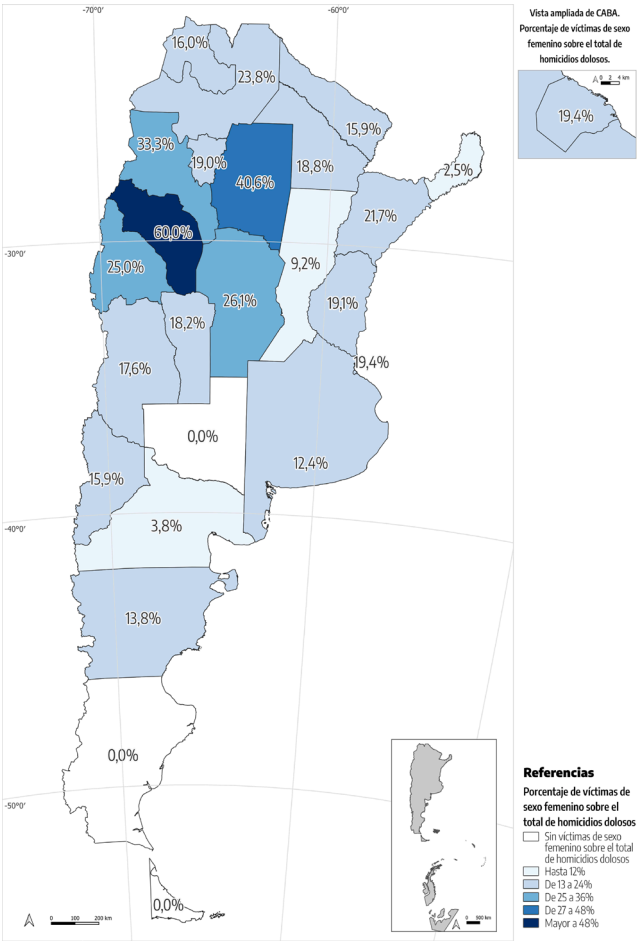 -70°0'
-60°0'
Vista ampliada de CABA.
Porcentaje de víctimas de sexo
femenino sobre el total de
homicidios dolosos.
A 0 2 4 km
19,4%
16,0%
23,8%
33,3%
19,0%
15,9%
40,6%
18,8%
2,5%
21,7%
60,0%
-30°0'
25,0%
9,2%
26,1%
19,1%
18,2%
17,6%
19,4%
0,0%
12,4%
15,9%
3,8%
-40°0'
13,8%
0,0%
-50°0'
0,0%
0 100 200 km
0 500 km
Referencias
Porcentaje de víctimas de
sexo femenino sobre el
total de homicidios dolosos
Sin víctimas de sexo
femenino sobre el total
de homicidios dolosos
Hasta 12%
De 13 a 24%
De 25 a 36%
De 27 a 48%
Mayor a 48%